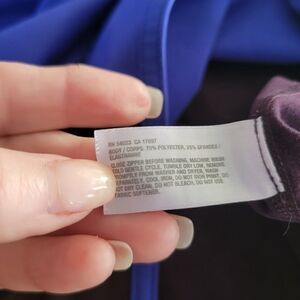 RN 54023 CA 17897
BODY / CORPS: 75% POLYESTER, 25% SPANDEX /
ELASTHANNE
CLOSE ZIPPER BEFORE WASHING, MACHINE WASH
COLD GENTLE CYCLE, TUMBLE DRY LOW, REMOVE
PROMPTLY FROM WASHER AND DRYER, WASH
SEPARATELY, COOL IRON, DO NOT IRON PRINT, DO
NOT DRY CLEAN, DO NOT BLEACH, DO NOT USE
FABRIC SOFTENER.